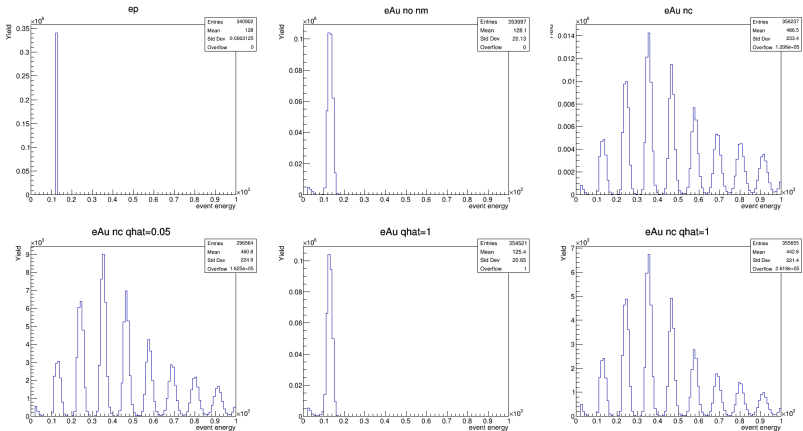 ep
×10⁶
Yield
Entries 340902
Mean 128
Std Dev 0.0003125
Overflow 0
0.35
0.3
0.25
0.2
0.15
0.1
0.05
0
0 0.1 0.2 0.3 0.4 0.5 0.6 0.7 0.8 0.9 1
×10³
event energy
eAu no nm
×10⁶
Yield
Entries 353997
Mean 128.1
Std Dev 20.13
Overflow 0
0.1
0.08
0.06
0.04
0.02
0
0 0.1 0.2 0.3 0.4 0.5 0.6 0.7 0.8 0.9 1
×10³
event energy
eAu nc
×10⁶
Yield
Entries 356237
Mean 486.5
Std Dev 233.4
Overflow 1.206e+05
0.014
0.012
0.01
0.008
0.006
0.004
0.002
0
0 0.1 0.2 0.3 0.4 0.5 0.6 0.7 0.8 0.9 1
×10³
event energy
eAu nc qhat=0.05
×10³
Yield
Entries 296564
Mean 460.8
Std Dev 224.9
Overflow 1.625e+05
9
8
7
6
5
4
3
2
1
0
0 0.1 0.2 0.3 0.4 0.5 0.6 0.7 0.8 0.9 1
×10³
event energy
eAu qhat=1
×10⁶
Yield
Entries 354521
Mean 125.4
Std Dev 20.85
Overflow 1
0.1
0.08
0.06
0.04
0.02
0
0 0.1 0.2 0.3 0.4 0.5 0.6 0.7 0.8 0.9 1
×10³
event energy
eAu nc qhat=1
×10³
Yield
Entries 355655
Mean 442.6
Std Dev 221.4
Overflow 2.619e+05
7
6
5
4
3
2
1
0
0 0.1 0.2 0.3 0.4 0.5 0.6 0.7 0.8 0.9 1
×10³
event energy